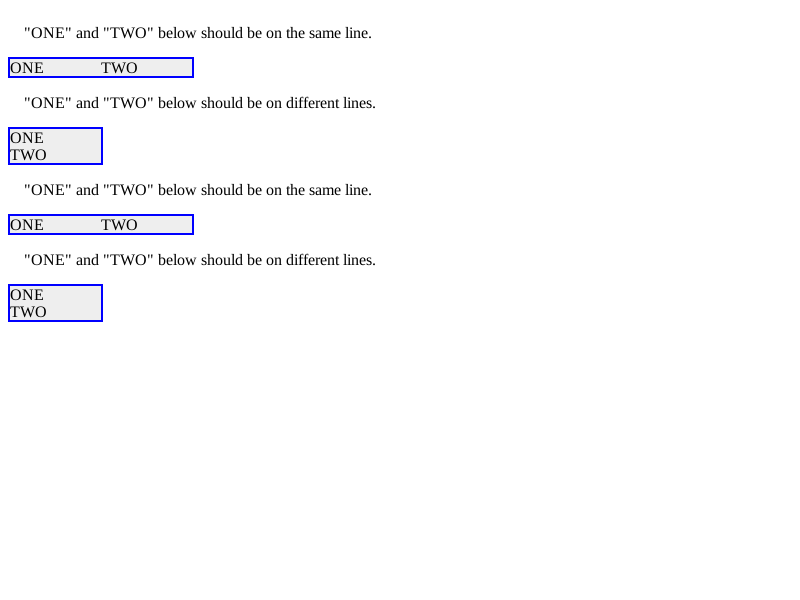 "ONE" and "TWO" below should be on the same line.
ONE TWO
"ONE" and "TWO" below should be on different lines.
ONE
TWO
"ONE" and "TWO" below should be on the same line.
ONE TWO
"ONE" and "TWO" below should be on different lines.
ONE
TWO